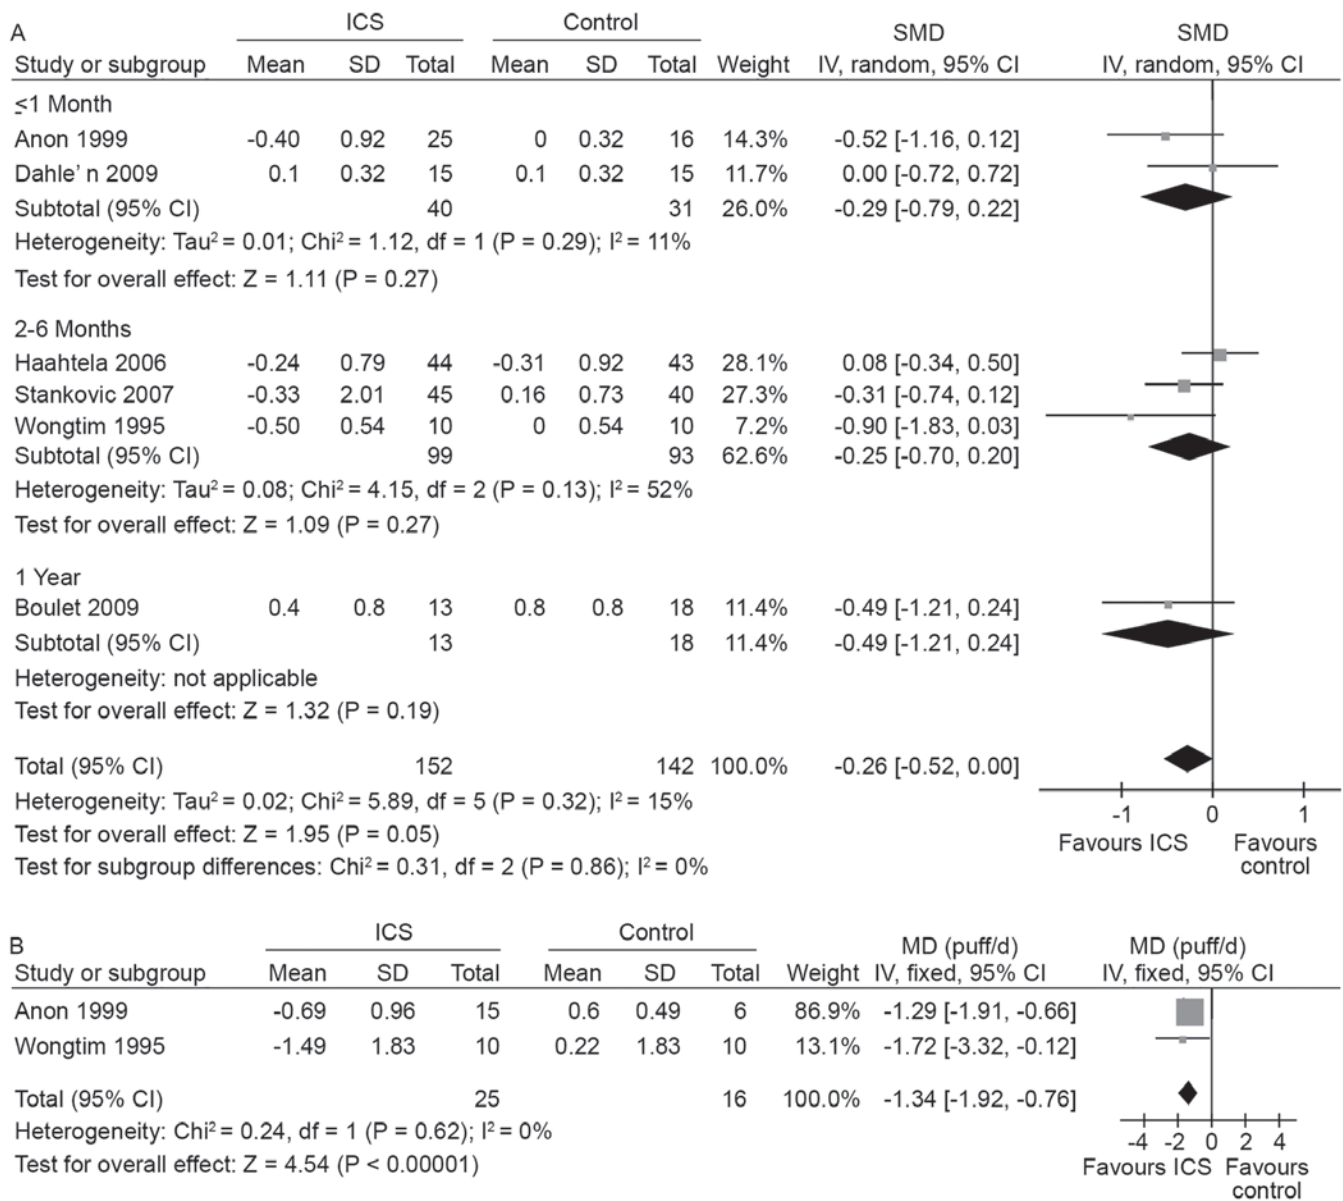 A ICS Control SMD SMD
Study or subgroup Mean SD Total Mean SD Total Weight IV, random, 95% CI IV, random, 95% CI
≤1 Month
Anon 1999 -0.40 0.92 25 0 0.32 16 14.3% -0.52 [-1.16, 0.12]
Dahle' n 2009 0.1 0.32 15 0.1 0.32 15 11.7% 0.00 [-0.72, 0.72]
Subtotal (95% CI) 40 31 26.0% -0.29 [-0.79, 0.22]
Heterogeneity: Tau² = 0.01; Chi² = 1.12, df = 1 (P = 0.29); I² = 11%
Test for overall effect: Z = 1.11 (P = 0.27)
2-6 Months
Haahtela 2006 -0.24 0.79 44 -0.31 0.92 43 28.1% 0.08 [-0.34, 0.50]
Stankovic 2007 -0.33 2.01 45 0.16 0.73 40 27.3% -0.31 [-0.74, 0.12]
Wongtim 1995 -0.50 0.54 10 0 0.54 10 7.2% -0.90 [-1.83, 0.03]
Subtotal (95% CI) 99 93 62.6% -0.25 [-0.70, 0.20]
Heterogeneity: Tau² = 0.08; Chi² = 4.15, df = 2 (P = 0.13); I² = 52%
Test for overall effect: Z = 1.09 (P = 0.27)
1 Year
Boulet 2009 0.4 0.8 13 0.8 0.8 18 11.4% -0.49 [-1.21, 0.24]
Subtotal (95% CI) 13 18 11.4% -0.49 [-1.21, 0.24]
Heterogeneity: not applicable
Test for overall effect: Z = 1.32 (P = 0.19)
Total (95% CI) 152 142 100.0% -0.26 [-0.52, 0.00]
Heterogeneity: Tau² = 0.02; Chi² = 5.89, df = 5 (P = 0.32); I² = 15%
Test for overall effect: Z = 1.95 (P = 0.05)
Test for subgroup differences: Chi² = 0.31, df = 2 (P = 0.86); I² = 0%
-1 0 1
Favours ICS Favours
control
B ICS Control MD (puff/d) MD (puff/d)
Study or subgroup Mean SD Total Mean SD Total Weight IV, fixed, 95% CI IV, fixed, 95% CI
Anon 1999 -0.69 0.96 15 0.6 0.49 6 86.9% -1.29 [-1.91, -0.66]
Wongtim 1995 -1.49 1.83 10 0.22 1.83 10 13.1% -1.72 [-3.32, -0.12]
Total (95% CI) 25 16 100.0% -1.34 [-1.92, -0.76]
Heterogeneity: Chi² = 0.24, df = 1 (P = 0.62); I² = 0%
Test for overall effect: Z = 4.54 (P < 0.00001)
-4 -2 0 2 4
Favours ICS Favours
control